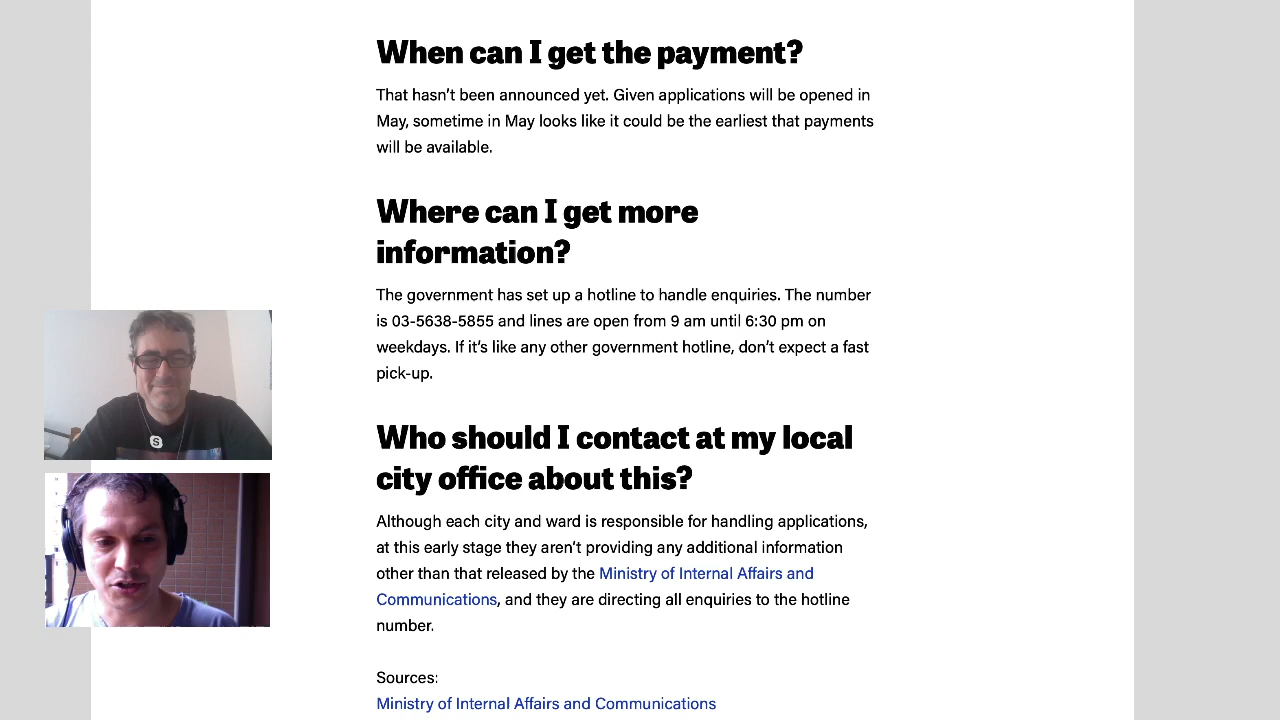 When can I get the payment?
That hasn’t been announced yet. Given applications will be opened in
May, sometime in May looks like it could be the earliest that payments
will be available.
Where can I get more
information?
The government has set up a hotline to handle enquiries. The number
is 03-5638-5855 and lines are open from 9 am until 6:30 pm on
weekdays. If it’s like any other government hotline, don’t expect a fast
pick-up.
S
Who should I contact at my local
city office about this?
Although each city and ward is responsible for handling applications,
at this early stage they aren’t providing any additional information
other than that released by the Ministry of Internal Affairs and
Communications, and they are directing all enquiries to the hotline
number.
Sources:
Ministry of Internal Affairs and Communications